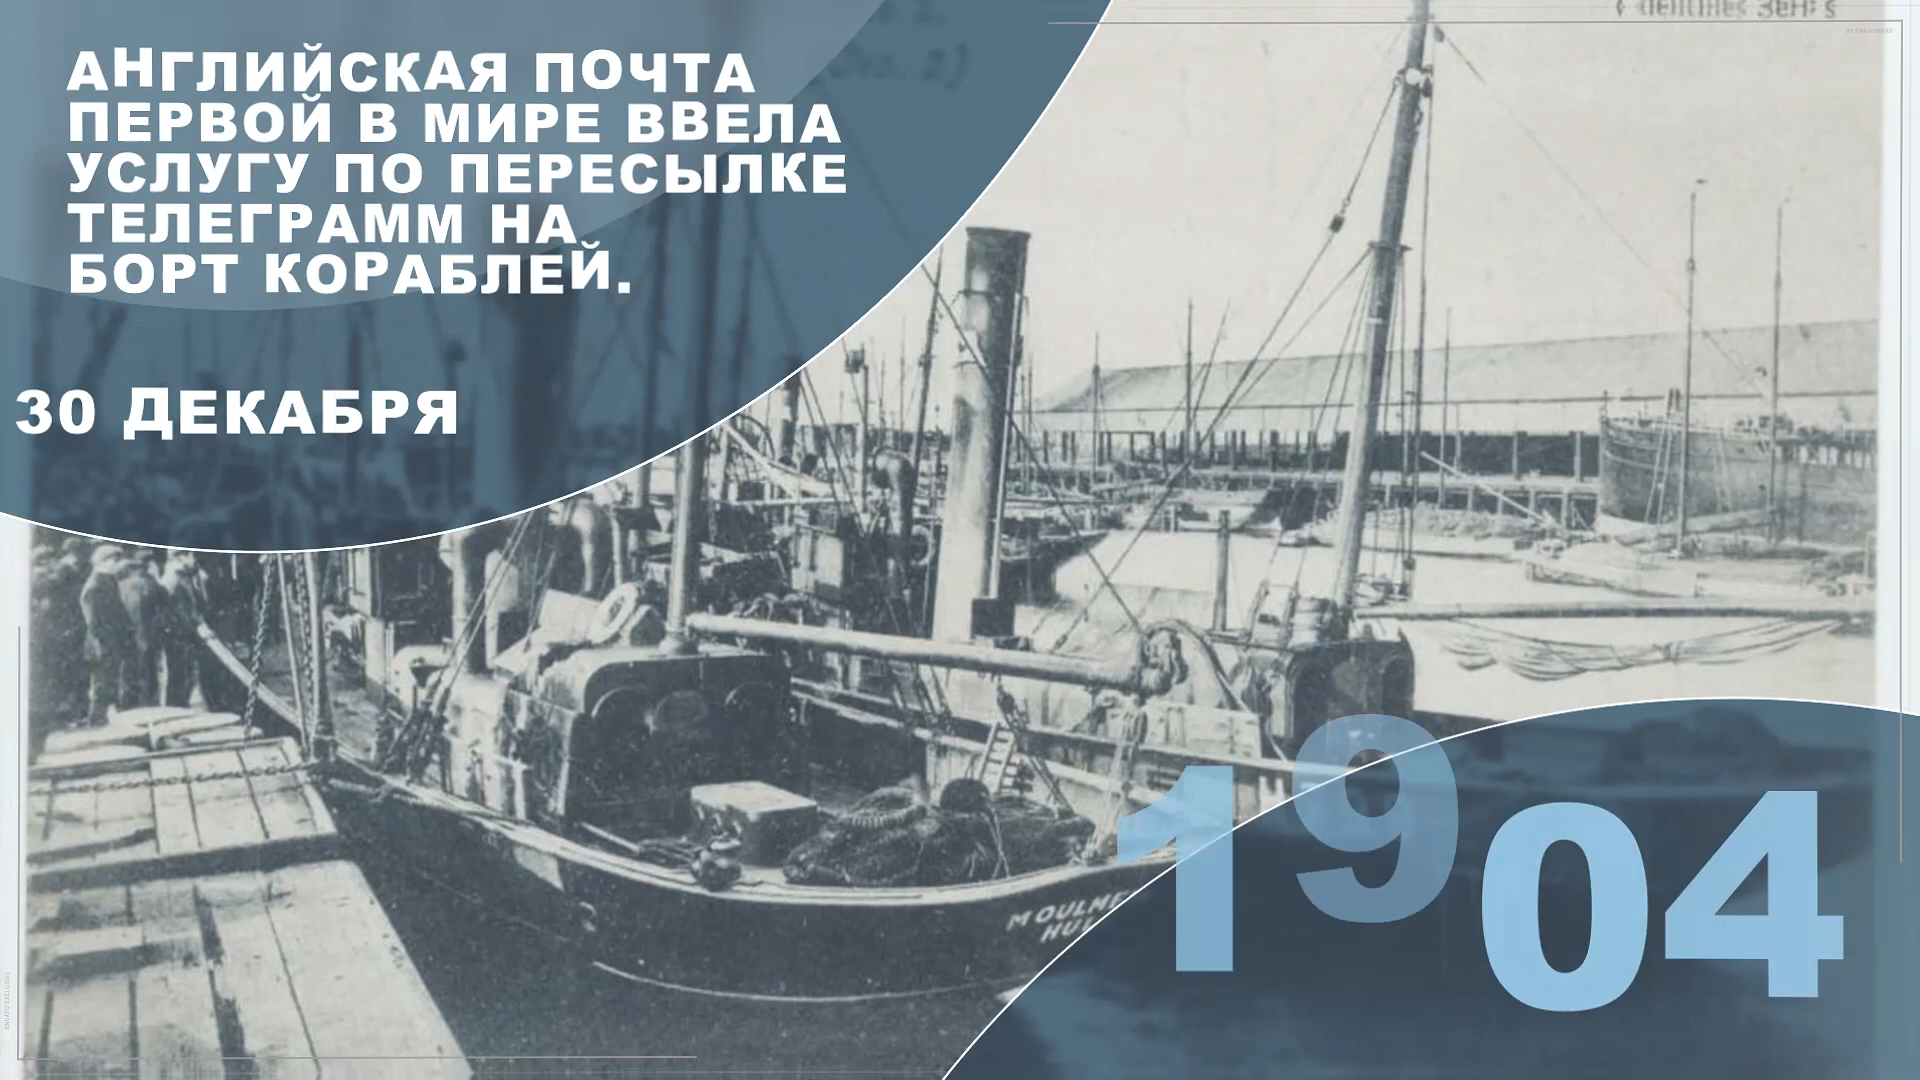 АНГЛИЙСКАЯ ПОЧТА
ПЕРВОЙ В МИРЕ ВВЕЛА
УСЛУГУ ПО ПЕРЕСЫЛКЕ
ТЕЛЕГРАММ НА
БОРТ КОРАБЛЕЙ.
30 ДЕКАБРЯ
1904